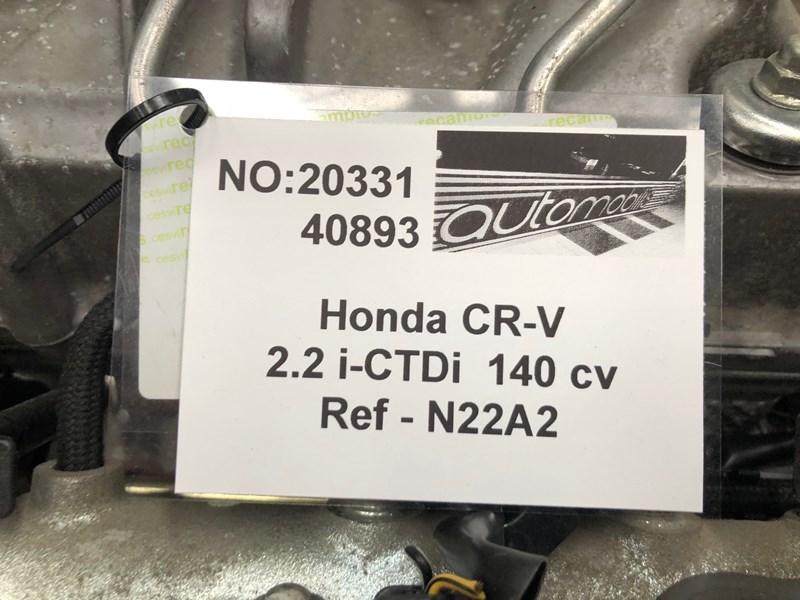 NO:20331
40893
automobils
Honda CR-V
2.2 i-CTDi 140 cv
Ref - N22A2